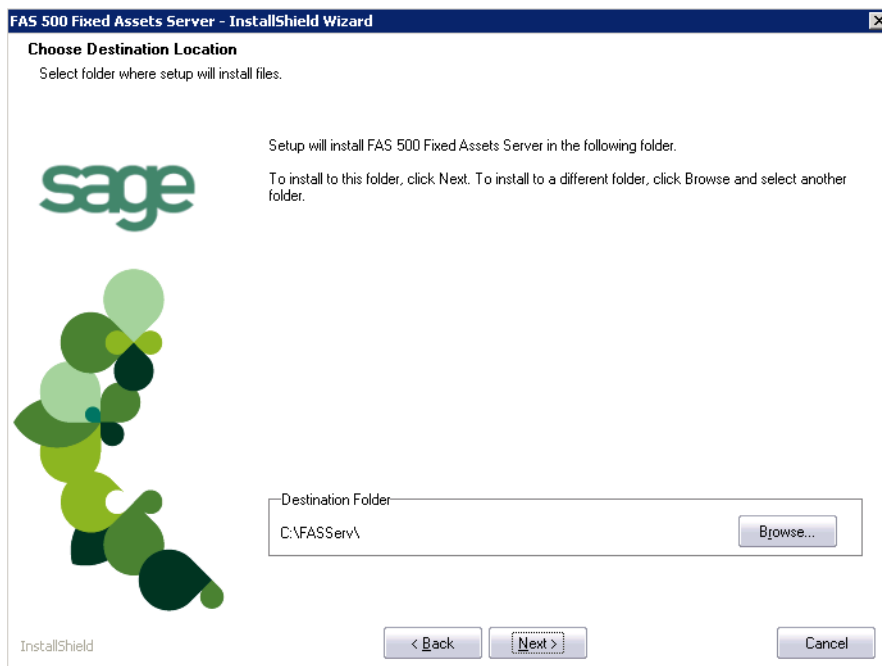 FAS 500 Fixed Assets Server - InstallShield Wizard
Choose Destination Location
Select folder where setup will install files.
sage
Setup will install FAS 500 Fixed Assets Server in the following folder.
To install to this folder, click Next. To install to a different folder, click Browse and select another
folder.
Destination Folder
C:\FASServ\
Browse...
InstallShield
< Back
Next >
Cancel